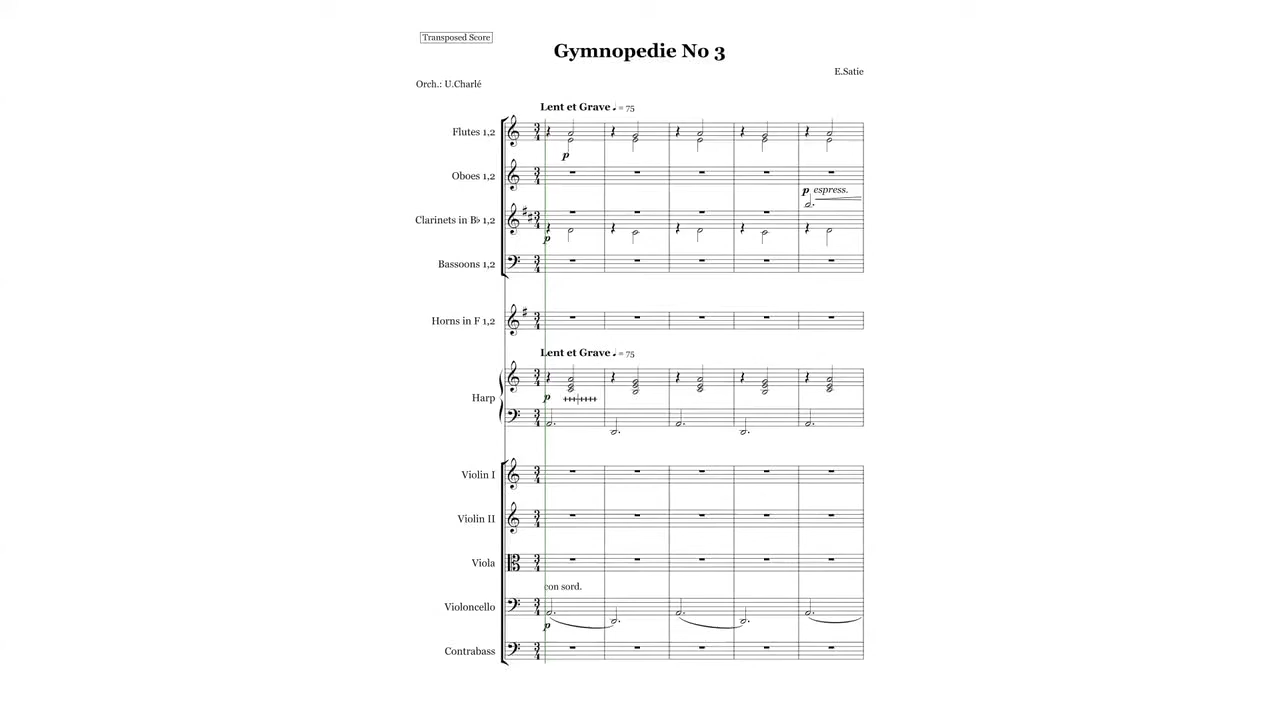 Transposed Score
Gymnopedie No 3
E.Satie
Orch.: U.Charlé
Lent et Grave ♩ = 75
Flutes 1,2
p
Oboes 1,2
p espress.
Clarinets in B♭ 1,2
p
Bassoons 1,2
Horns in F 1,2
Lent et Grave ♩ = 75
Harp
p
Violin I
Violin II
Viola
con sord.
Violoncello
p
Contrabass